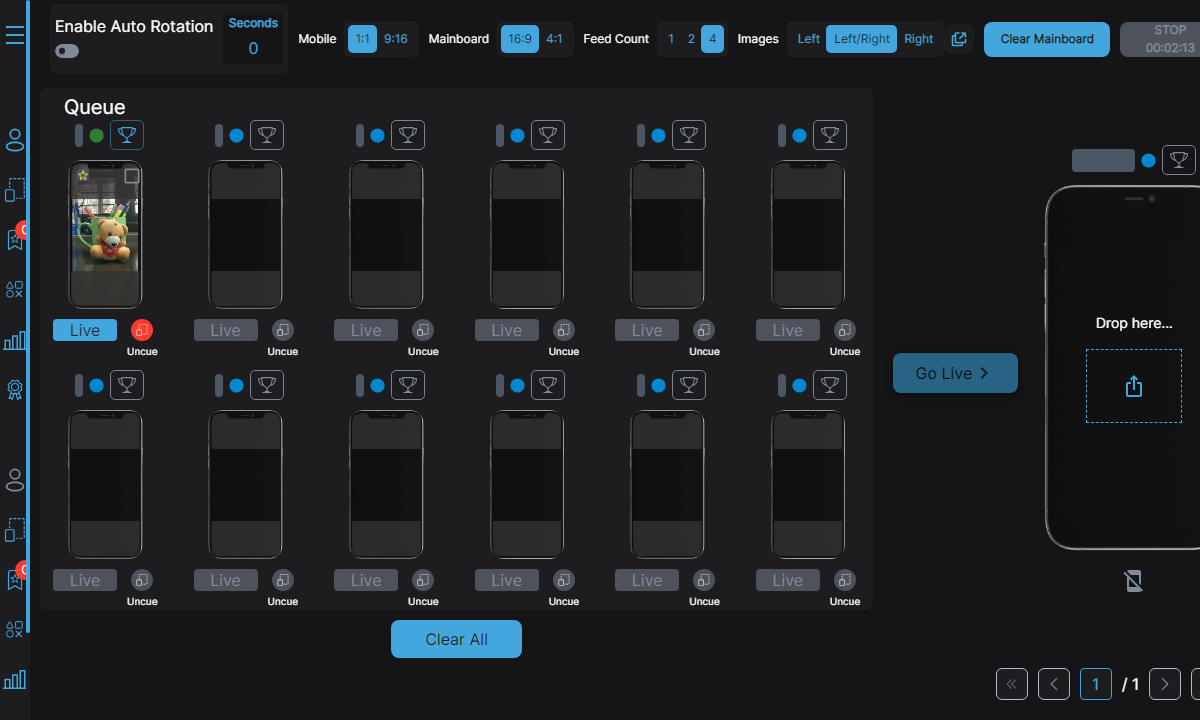 Enable Auto Rotation
Seconds
0
Mobile 1:1 9:16 Mainboard 16:9 4:1 Feed Count 1 2 4 Images Left Left/Right Right
Clear Mainboard
STOP
00:02:13
Queue
Live Live Live Live Live Live
Uncue Uncue Uncue Uncue Uncue Uncue
Drop here...
Go Live
Live Live Live Live Live Live
Uncue Uncue Uncue Uncue Uncue Uncue
Clear All
1 / 1